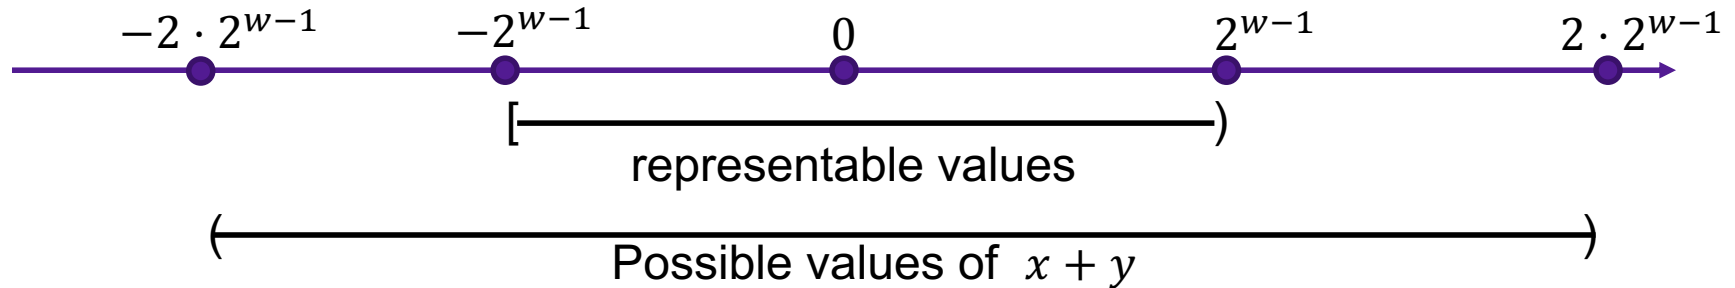 −2 · 2^{w−1} −2^{w−1} 0 2^{w−1} 2 · 2^{w−1}
[ )
representable values
( )
Possible values of x + y